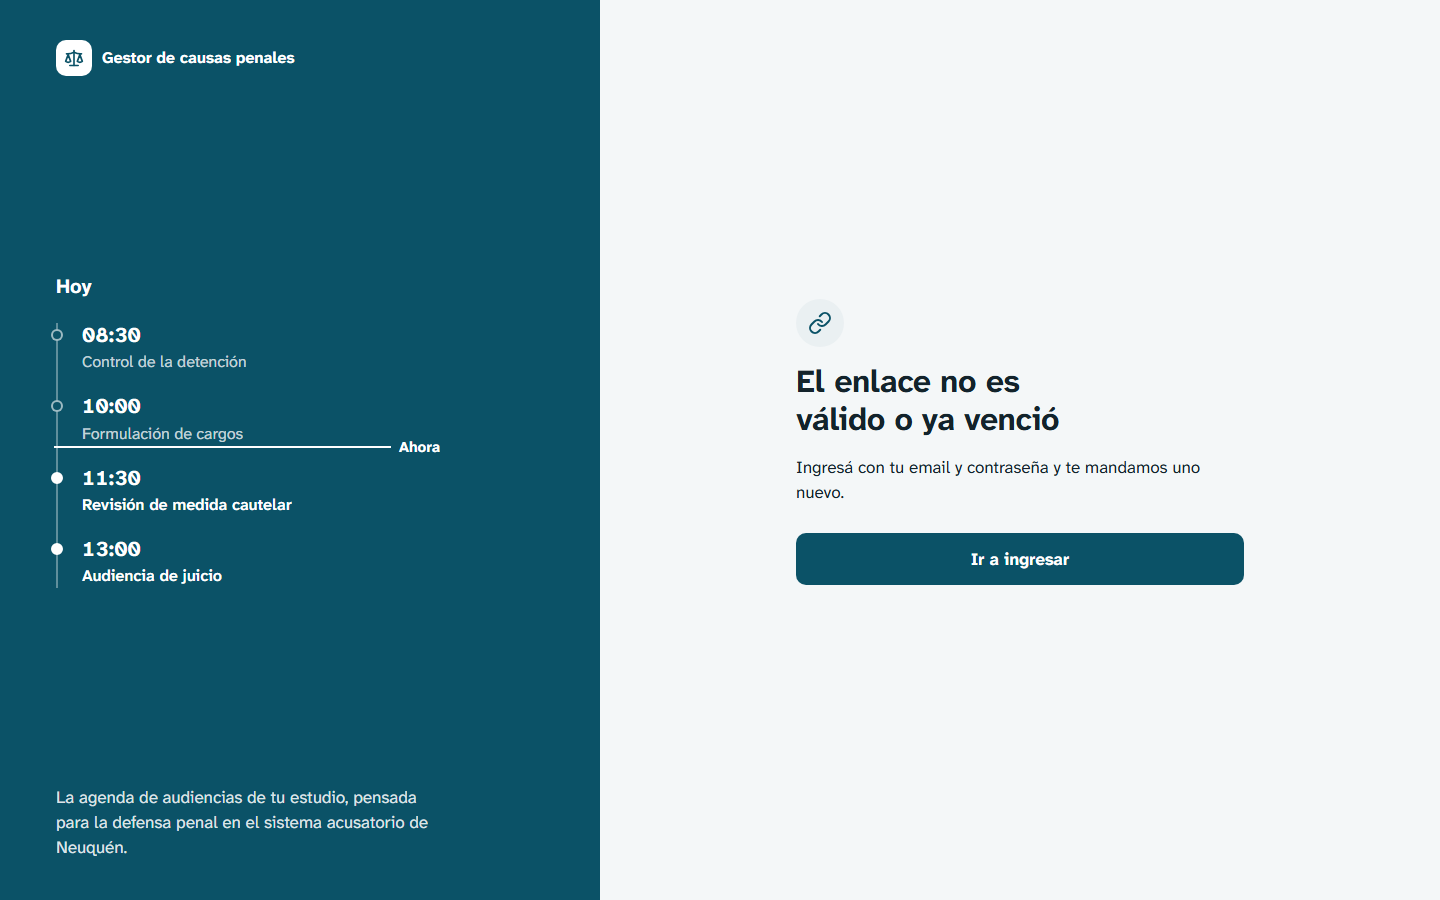 Gestor de causas penales
Hoy
08:30
Control de la detención
10:00
Formulación de cargos
Ahora
11:30
Revisión de medida cautelar
13:00
Audiencia de juicio
La agenda de audiencias de tu estudio, pensada
para la defensa penal en el sistema acusatorio de
Neuquén.
El enlace no es
válido o ya venció
Ingresá con tu email y contraseña y te mandamos uno
nuevo.
Ir a ingresar